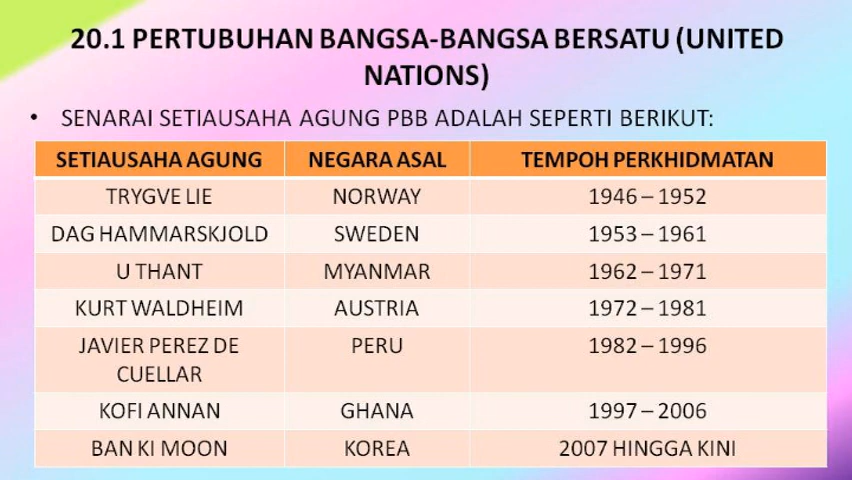 20.1 PERTUBUHAN BANGSA-BANGSA BERSATU (UNITED
NATIONS)
• SENARAI SETIAUSAHA AGUNG PBB ADALAH SEPERTI BERIKUT:
SETIAUSAHA AGUNG NEGARA ASAL TEMPOH PERKHIDMATAN
TRYGVE LIE NORWAY 1946 – 1952
DAG HAMMARSKJOLD SWEDEN 1953 – 1961
U THANT MYANMAR 1962 – 1971
KURT WALDHEIM AUSTRIA 1972 – 1981
JAVIER PEREZ DE PERU 1982 – 1996
CUELLAR
KOFI ANNAN GHANA 1997 – 2006
BAN KI MOON KOREA 2007 HINGGA KINI